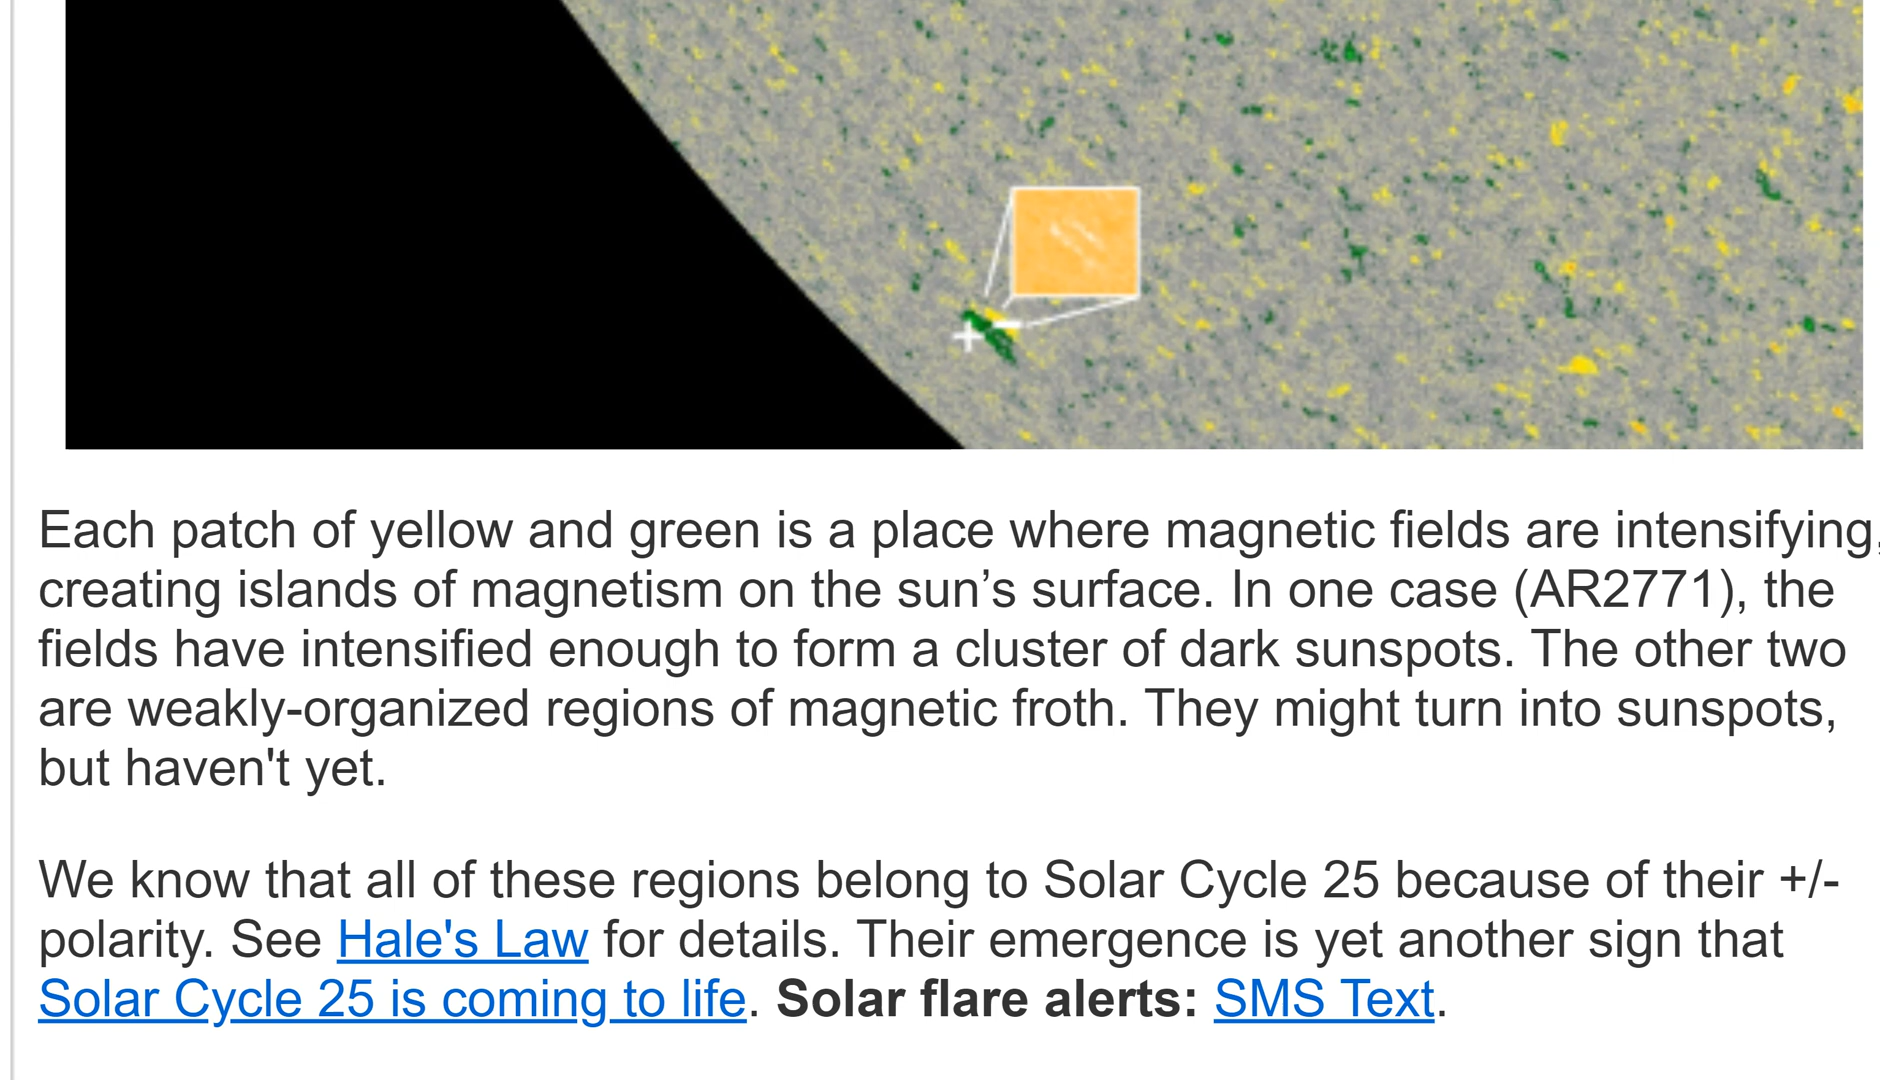 + −
Each patch of yellow and green is a place where magnetic fields are intensifying,
creating islands of magnetism on the sun’s surface. In one case (AR2771), the
fields have intensified enough to form a cluster of dark sunspots. The other two
are weakly-organized regions of magnetic froth. They might turn into sunspots,
but haven't yet.
We know that all of these regions belong to Solar Cycle 25 because of their +/-
polarity. See Hale's Law for details. Their emergence is yet another sign that
Solar Cycle 25 is coming to life. Solar flare alerts: SMS Text.